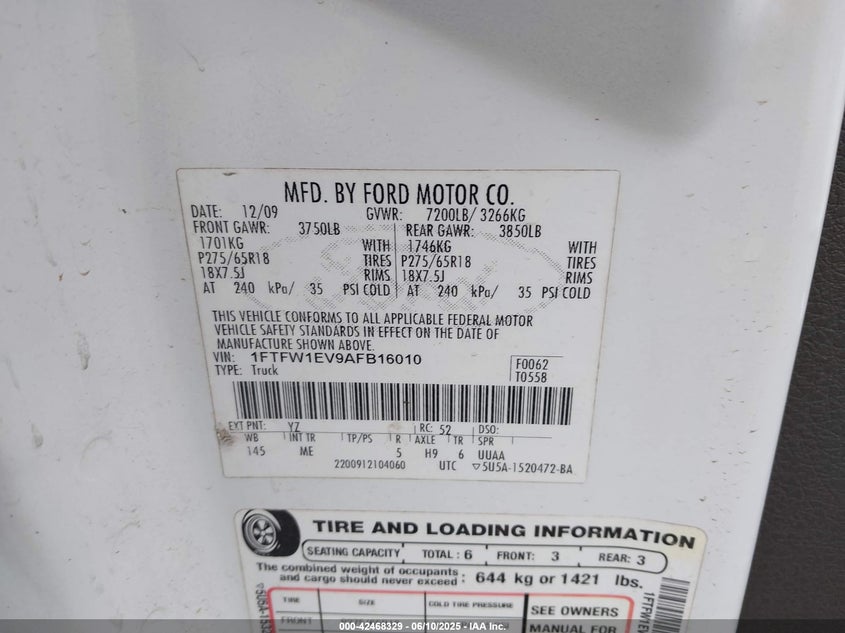 MFD. BY FORD MOTOR CO.
DATE: 12/09 GVWR: 7200LB/ 3266KG
FRONT GAWR: 3750LB REAR GAWR: 3850LB
1701KG WITH 1746KG WITH
P275/65R18 TIRES P275/65R18 TIRES
18X7.5J RIMS 18X7.5J RIMS
AT 240 kPa/ 35 PSI COLD AT 240 kPa/ 35 PSI COLD
THIS VEHICLE CONFORMS TO ALL APPLICABLE FEDERAL MOTOR
VEHICLE SAFETY STANDARDS IN EFFECT ON THE DATE OF
MANUFACTURE SHOWN ABOVE.
VIN: 1FTFW1EV9AFB16010
TYPE: Truck
F0062
T0558
EXT PNT: YZ RC: 52 DSO:
WB INT TR TP/PS R AXLE TR SPR
145 ME 5 H9 6 UUAA
2200912104060 UTC ▽5U5A-1520472-BA
TIRE AND LOADING INFORMATION
SEATING CAPACITY TOTAL : 6 FRONT: 3 REAR: 3
The combined weight of occupants
and cargo should never exceed : 644 kg or 1421 lbs.
TIRE SIZE COLD TIRE PRESSURE SEE OWNERS
FRONT MANUAL FOR
000-42468329 - 06/10/2025 - IAA Inc.